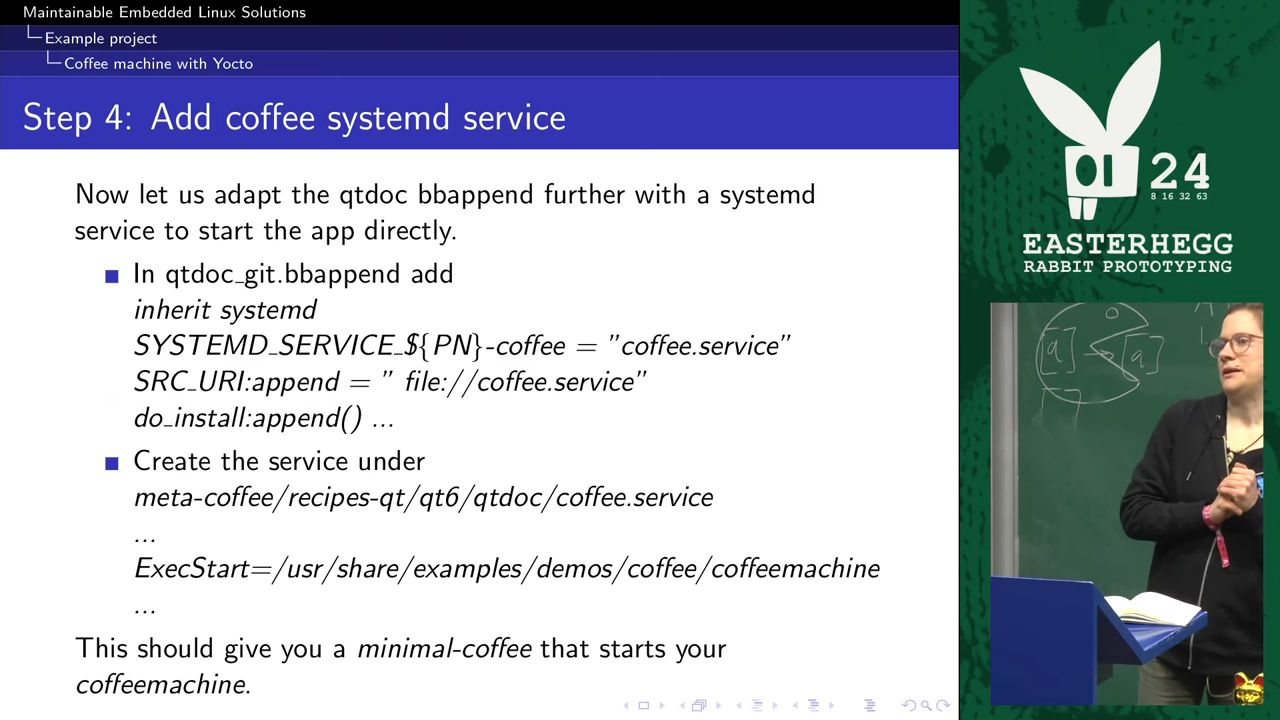 Maintainable Embedded Linux Solutions
Example project
Coffee machine with Yocto
Step 4: Add coffee systemd service
Now let us adapt the qtdoc bbappend further with a systemd
service to start the app directly.
In qtdoc_git.bbappend add
inherit systemd
SYSTEMD_SERVICE_${PN}-coffee = "coffee.service"
SRC_URI:append = " file://coffee.service"
do_install:append() ...
Create the service under
meta-coffee/recipes-qt/qt6/qtdoc/coffee.service
...
ExecStart=/usr/share/examples/demos/coffee/coffeemachine
...
This should give you a minimal-coffee that starts your
coffeemachine.
24
8 16 32 63
EASTERHEGG
RABBIT PROTOTYPING
[a] [a]